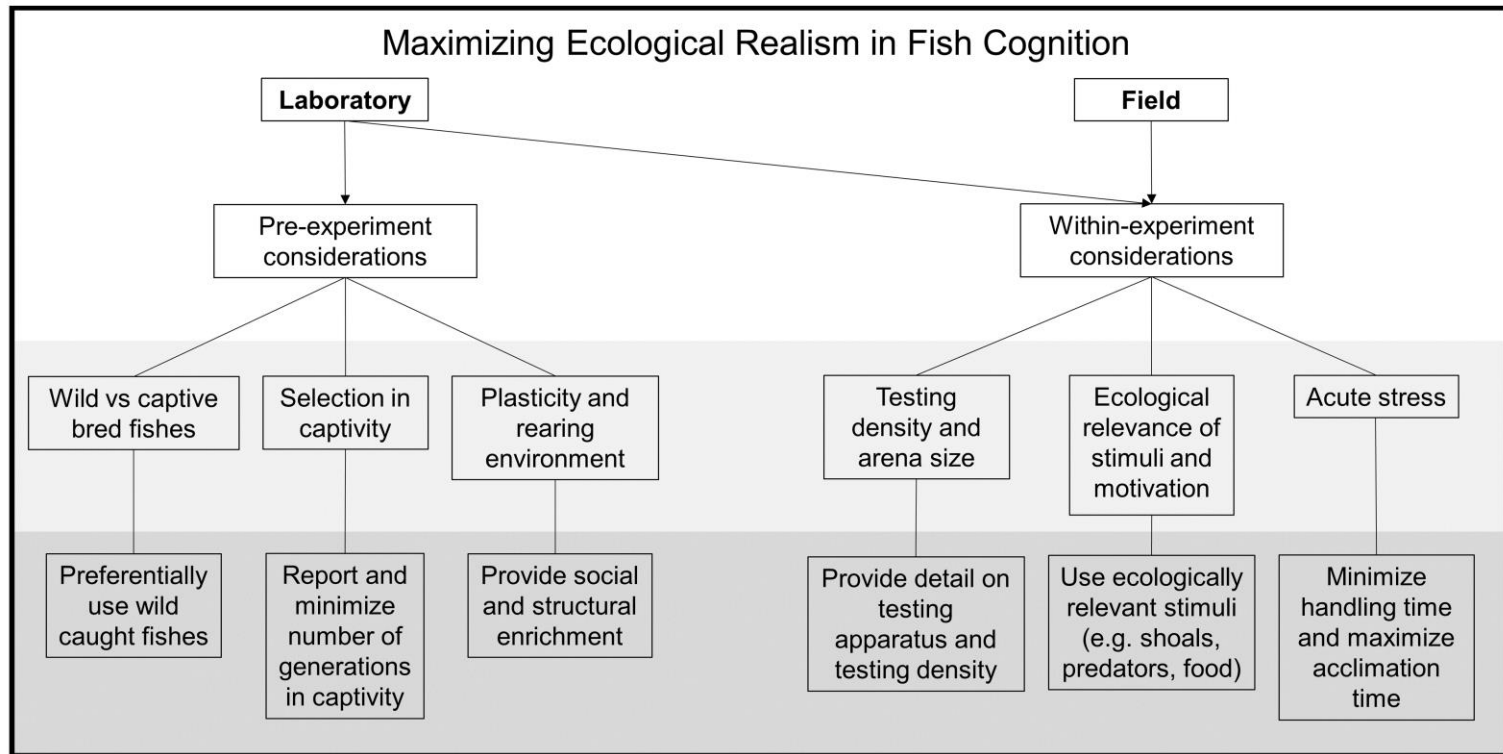 Maximizing Ecological Realism in Fish Cognition
Laboratory
Field
Pre-experiment
considerations
Within-experiment
considerations
Wild vs captive
bred fishes
Selection in
captivity
Plasticity and
rearing
environment
Testing
density and
arena size
Ecological
relevance of
stimuli and
motivation
Acute stress
Preferentially
use wild
caught fishes
Report and
minimize
number of
generations
in captivity
Provide social
and structural
enrichment
Provide detail on
testing
apparatus and
testing density
Use ecologically
relevant stimuli
(e.g. shoals,
predators, food)
Minimize
handling time
and maximize
acclimation
time